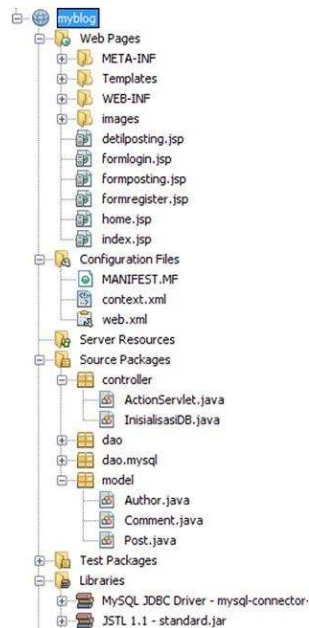 myblog
Web Pages
META-INF
Templates
WEB-INF
images
detilposting.jsp
formlogin.jsp
formposting.jsp
formregister.jsp
home.jsp
index.jsp
Configuration Files
MANIFEST.MF
context.xml
web.xml
Server Resources
Source Packages
controller
ActionServlet.java
InisialisasiDB.java
dao
dao.mysql
model
Author.java
Comment.java
Post.java
Test Packages
Libraries
MySQL JDBC Driver - mysql-connector-
JSTL 1.1 - standard.jar